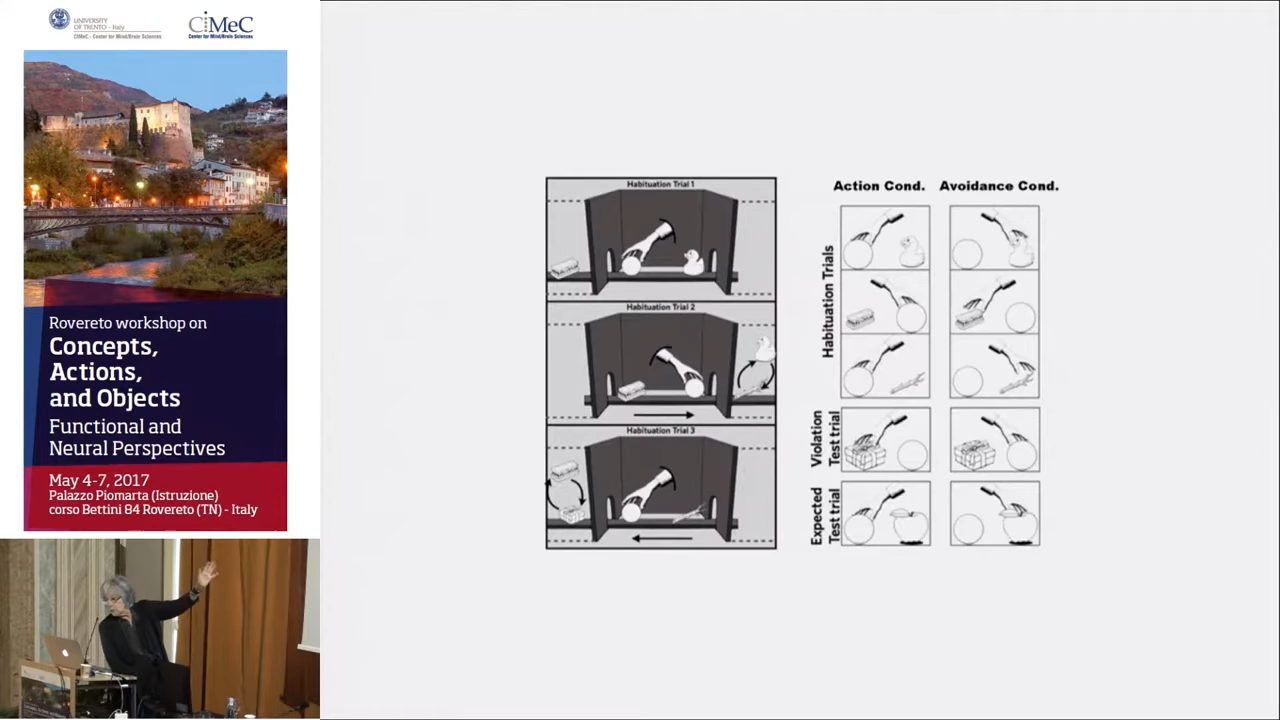 UNIVERSITY
OF TRENTO - Italy
CIMeC - Center for Mind/Brain Sciences
CiMeC
Center for Mind/Brain Sciences
Rovereto workshop on
Concepts,
Actions,
and Objects
Functional and
Neural Perspectives
May 4-7, 2017
Palazzo Piomarta (Istruzione)
corso Bettini 84 Rovereto (TN) - Italy
Habituation Trial 1
Habituation Trial 2
Habituation Trial 3
Action Cond.
Avoidance Cond.
Habituation Trials
Violation
Test trial
Expected
Test trial